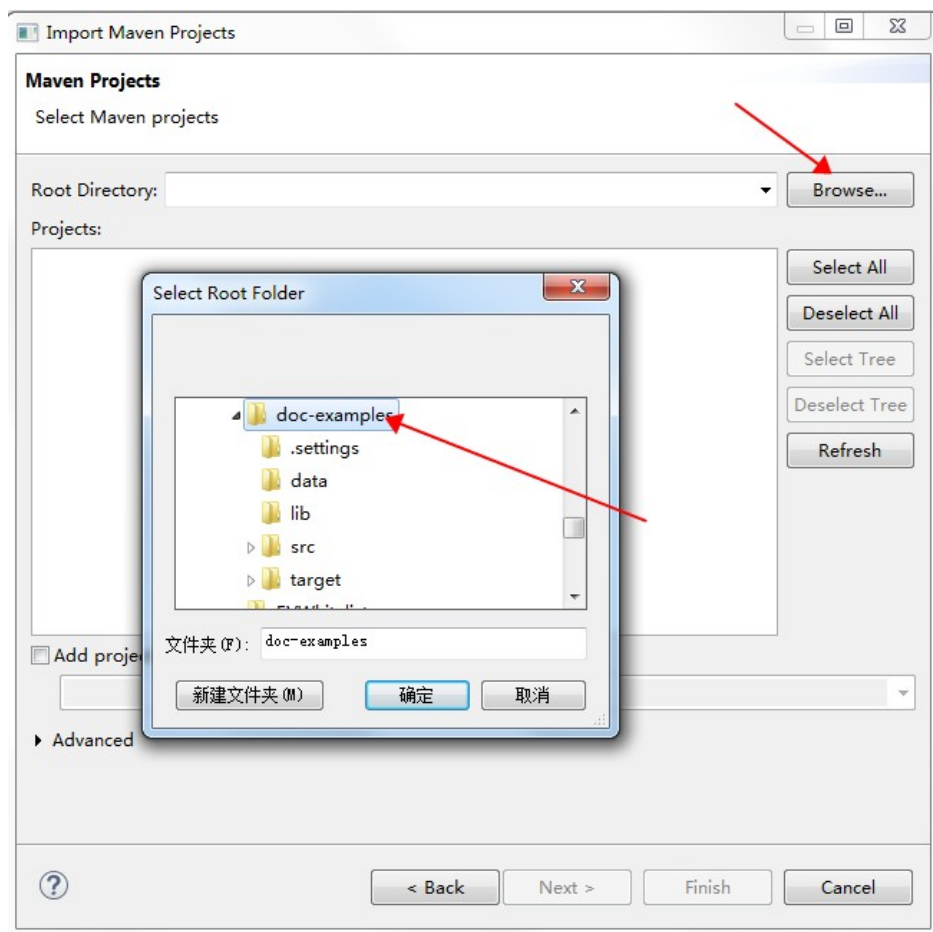 Import Maven Projects
Maven Projects
Select Maven projects
Root Directory:
Browse...
Projects:
Select All
Deselect All
Select Tree
Deselect Tree
Refresh
Select Root Folder
doc-examples
.settings
data
lib
src
target
文件夹(F): doc-examples
新建文件夹(M) 确定 取消
Add
Advanced
< Back Next > Finish Cancel